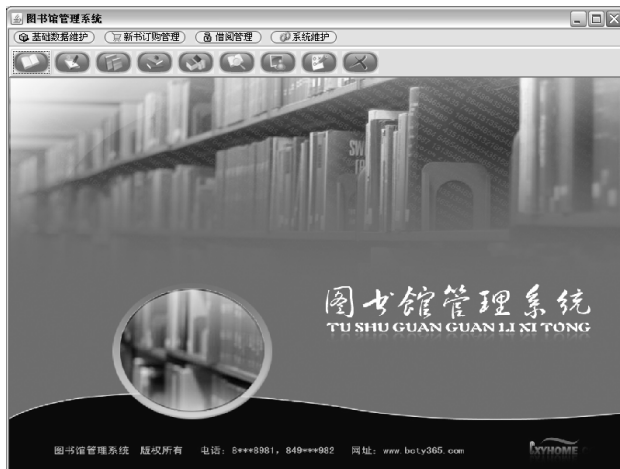 图书馆管理系统
基础数据维护 新书订购管理 借阅管理 系统维护
图书馆管理系统
TU SHU GUAN GUAN LI XI TONG
图书馆管理系统 版权所有 电话：8***8981，849***982 网址：www.bcty365.com